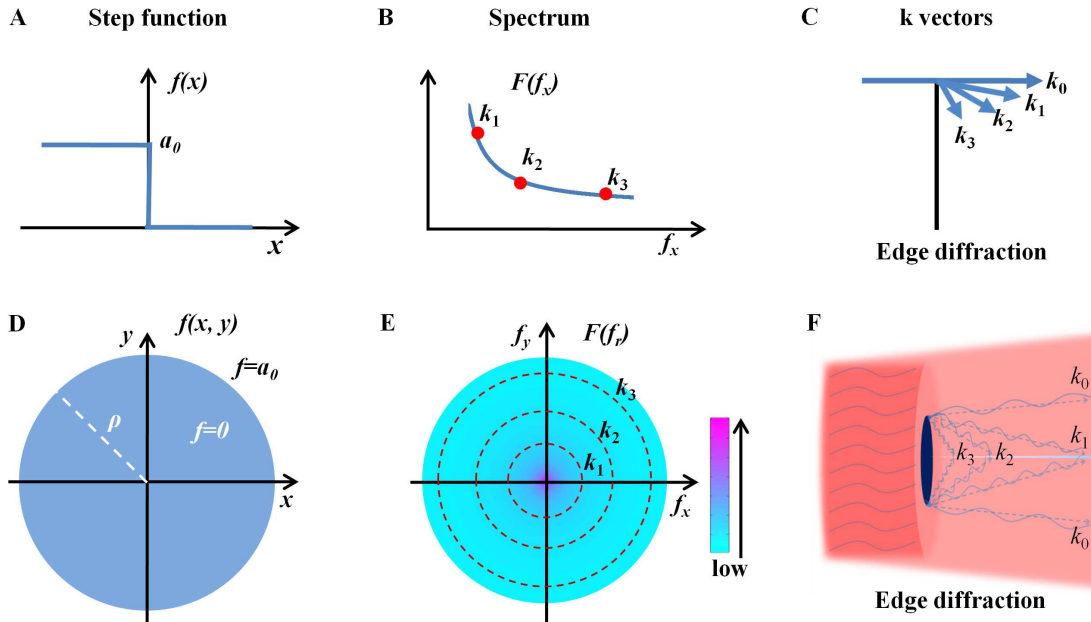 A Step function
f(x)
a₀
x
B Spectrum
F(fₓ)
k₁
k₂
k₃
fₓ
C k vectors
k₀
k₁
k₂
k₃
Edge diffraction
D
y
f(x, y)
f=a₀
ρ
f=0
x
E
f_y
F(fᵣ)
k₃
k₂
k₁
fₓ
low
F
k₀
k₃
k₂
k₁
k₀
Edge diffraction